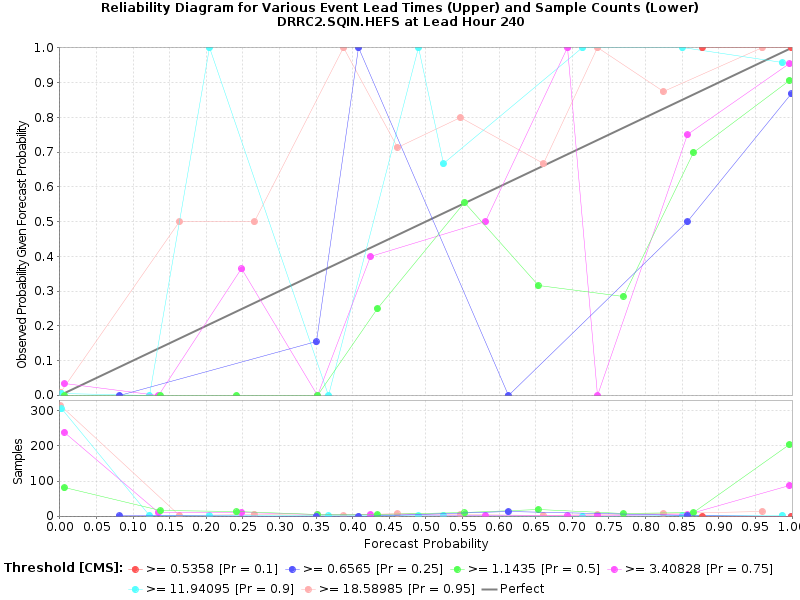 Reliability Diagram for Various Event Lead Times (Upper) and Sample Counts (Lower)
DRRC2.SQIN.HEFS at Lead Hour 240
Observed Probability Given Forecast Probability
1.0
0.9
0.8
0.7
0.6
0.5
0.4
0.3
0.2
0.1
0.0
Samples
300
200
100
0
0.00 0.05 0.10 0.15 0.20 0.25 0.30 0.35 0.40 0.45 0.50 0.55 0.60 0.65 0.70 0.75 0.80 0.85 0.90 0.95 1.0
Forecast Probability
Threshold [CMS]: >= 0.5358 [Pr = 0.1] >= 0.6565 [Pr = 0.25] >= 1.1435 [Pr = 0.5] >= 3.40828 [Pr = 0.75]
>= 11.94095 [Pr = 0.9] >= 18.58985 [Pr = 0.95] Perfect